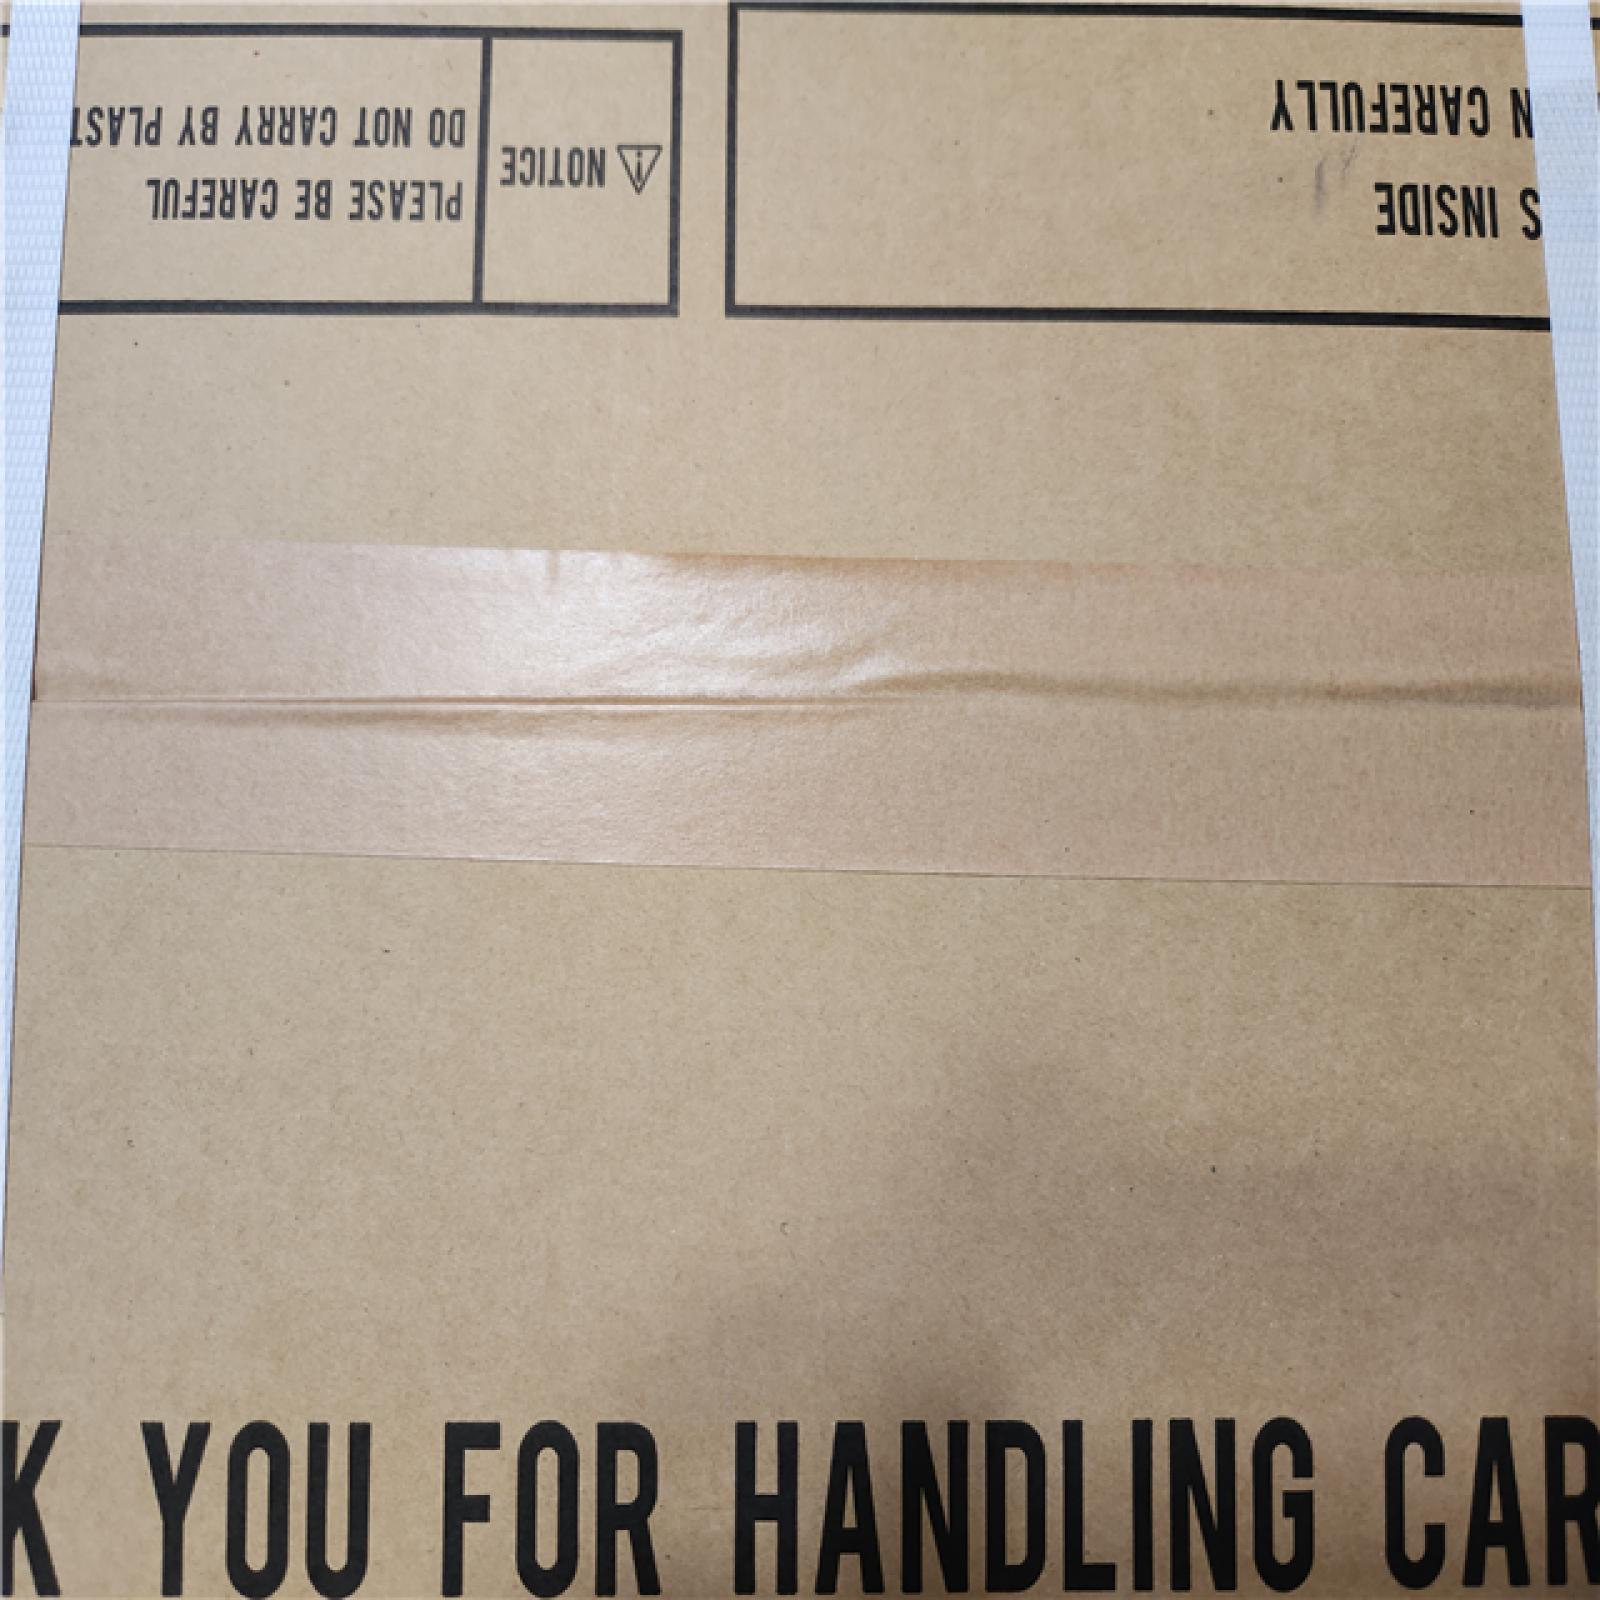 NOTICE
PLEASE BE CAREFUL
DO NOT CARRY BY PLAST
S INSIDE
N CAREFULLY
K YOU FOR HANDLING CAR